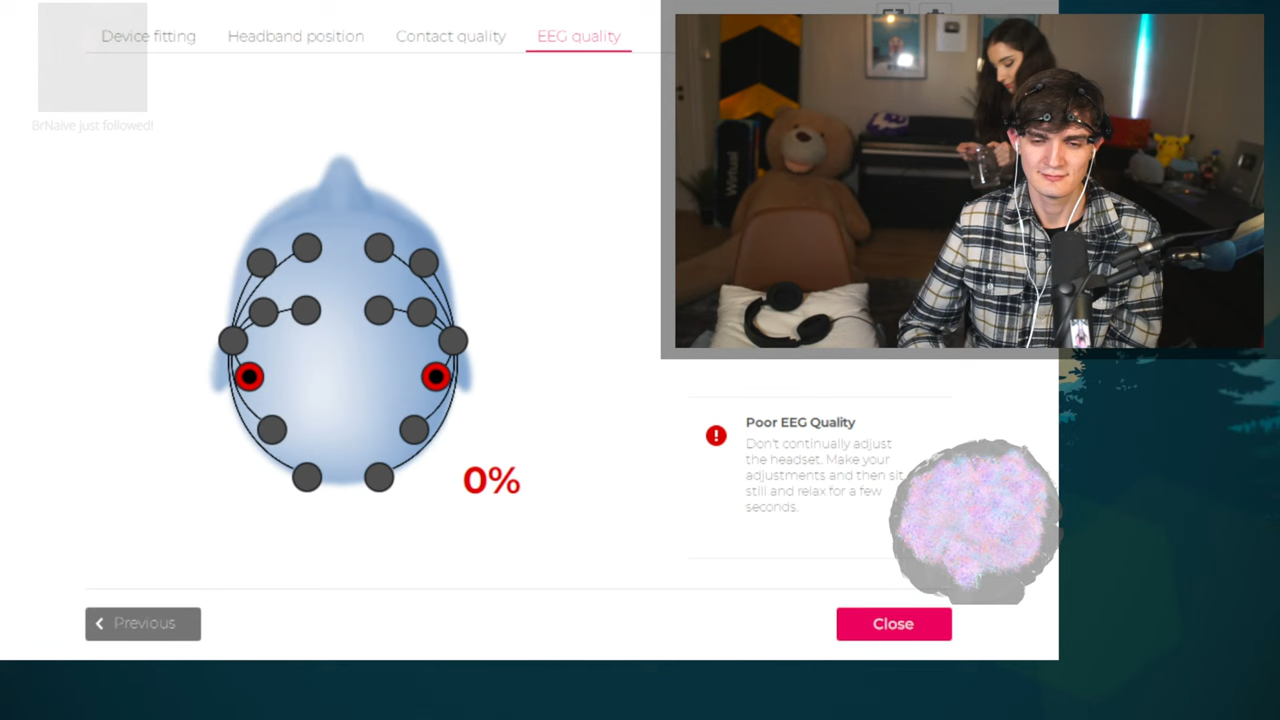 Device fitting
Headband position
Contact quality
EEG quality
BrNaive just followed!
Virtual
0%
Poor EEG Quality
Don't continually adjust
the headset. Make your
adjustments and then sit
still and relax for a few
seconds.
Previous
Close